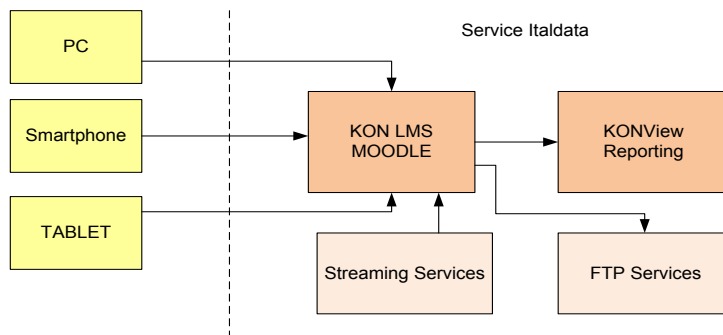 Service Italdata
PC
Smartphone
TABLET
KON LMS
MOODLE
KONView
Reporting
Streaming Services
FTP Services